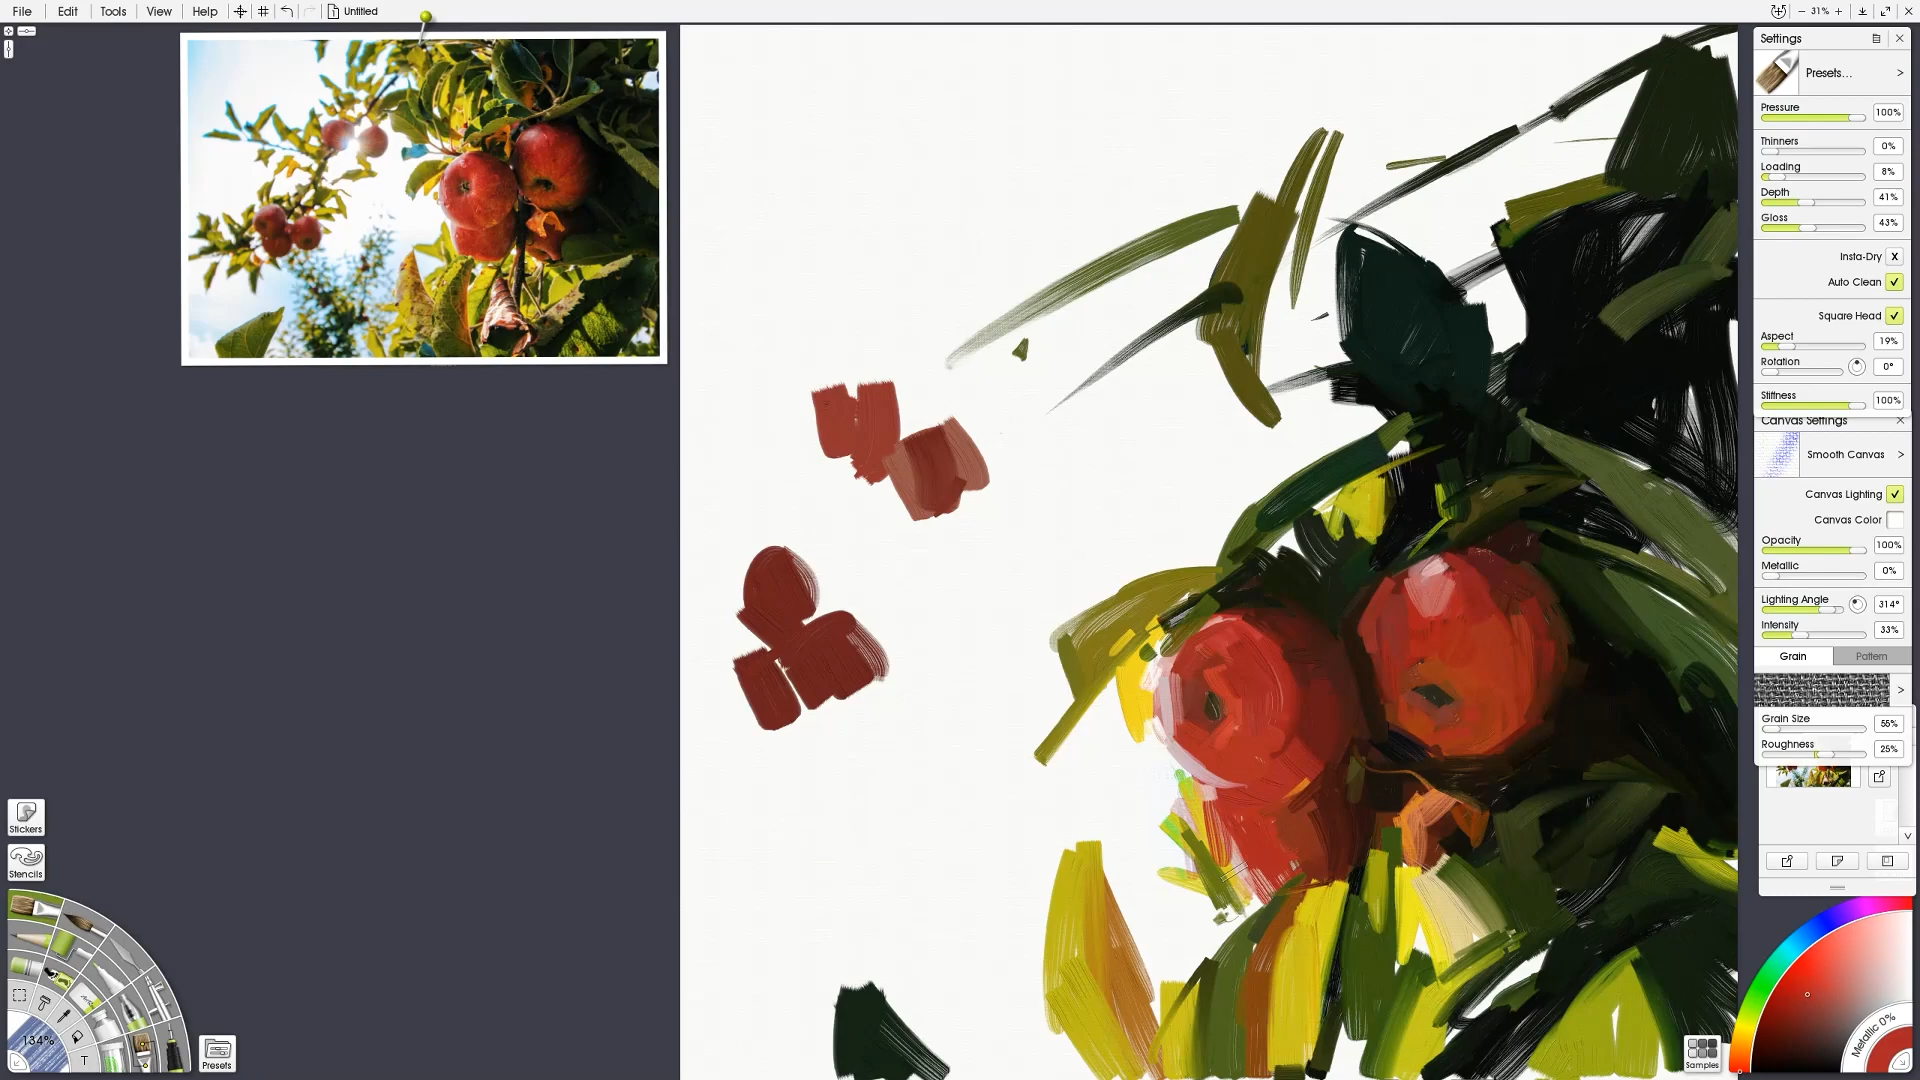 File Edit Tools View Help Untitled 31%
Settings
Presets...
Pressure 100%
Thinners 0%
Loading 8%
Depth 41%
Gloss 43%
Insta-Dry X
Auto Clean
Square Head
Aspect 19%
Rotation 0°
Stiffness 100%
Canvas Settings
Smooth Canvas
Canvas Lighting
Canvas Color
Opacity 100%
Metallic 0%
Lighting Angle 314°
Intensity 33%
Grain Pattern
Grain Size 55%
Roughness 25%
Stickers
Stencils
134%
T
Presets
Samples
Metallic 0%